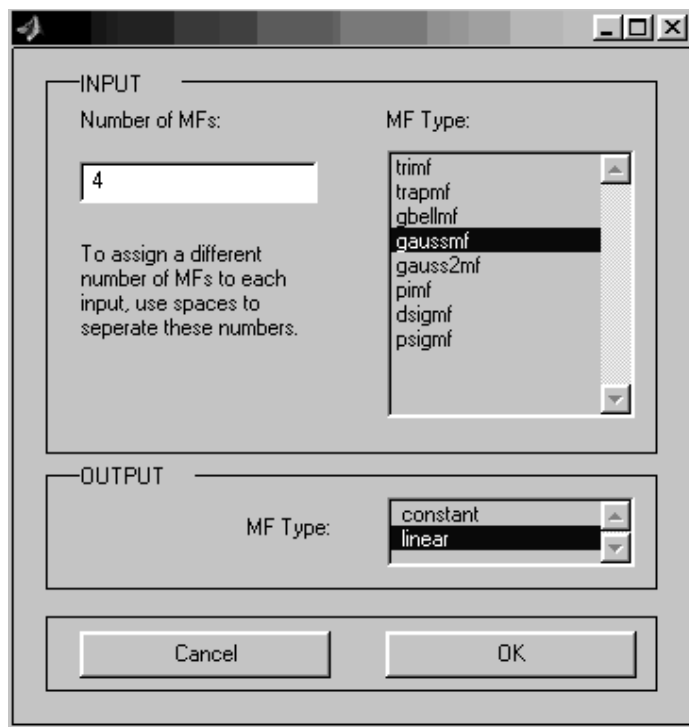 INPUT
Number of MFs:
4
To assign a different
number of MFs to each
input, use spaces to
seperate these numbers.
MF Type:
trimf
trapmf
gbellmf
gaussmf
gauss2mf
pimf
dsigmf
psigmf
OUTPUT
MF Type:
constant
linear
Cancel
OK